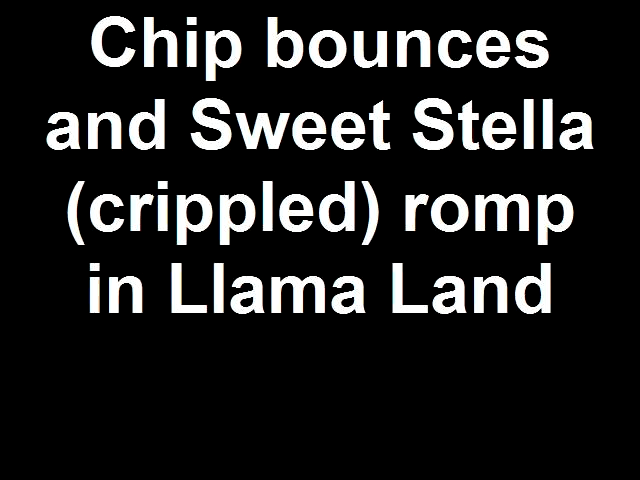 Chip bounces
and Sweet Stella
(crippled) romp
in Llama Land